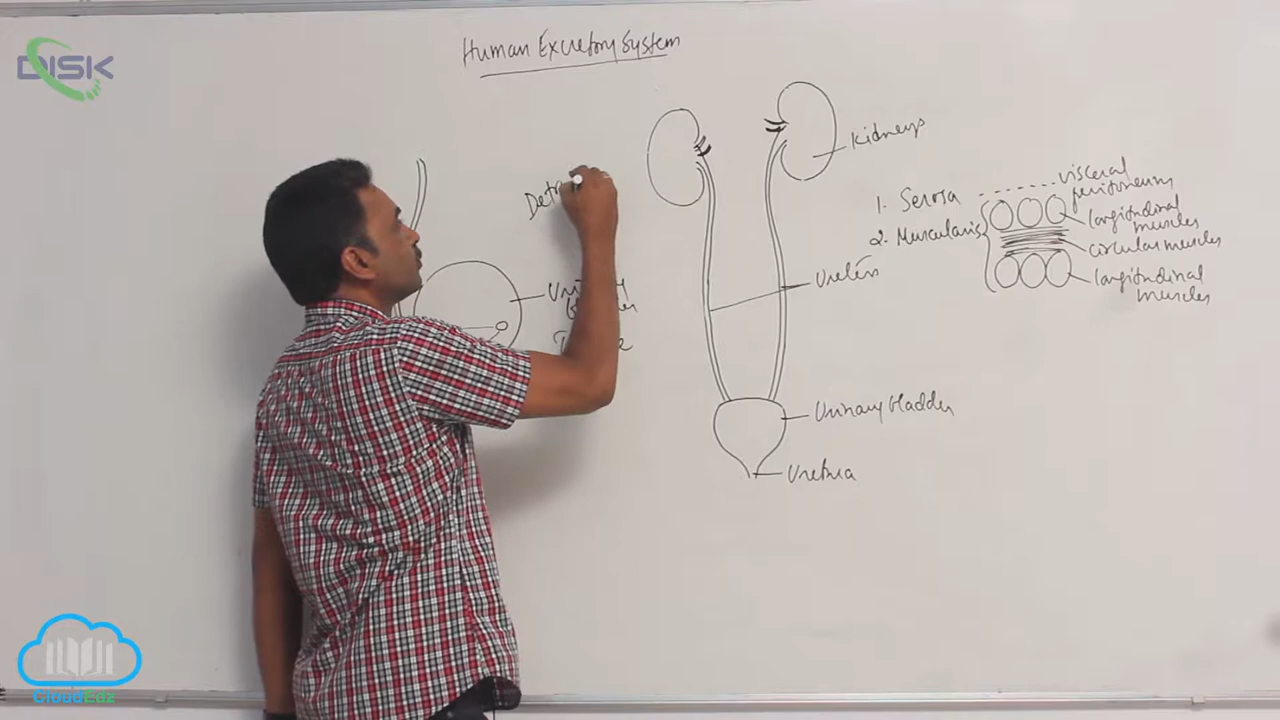 DISK
Human Excretory System
Kidneys
visceral
peritoneum
1. Serosa
2. Muscularis
longitudinal
muscles
circular muscles
longitudinal
muscles
Ureters
Urinary bladder
Urethra
CloudEdz